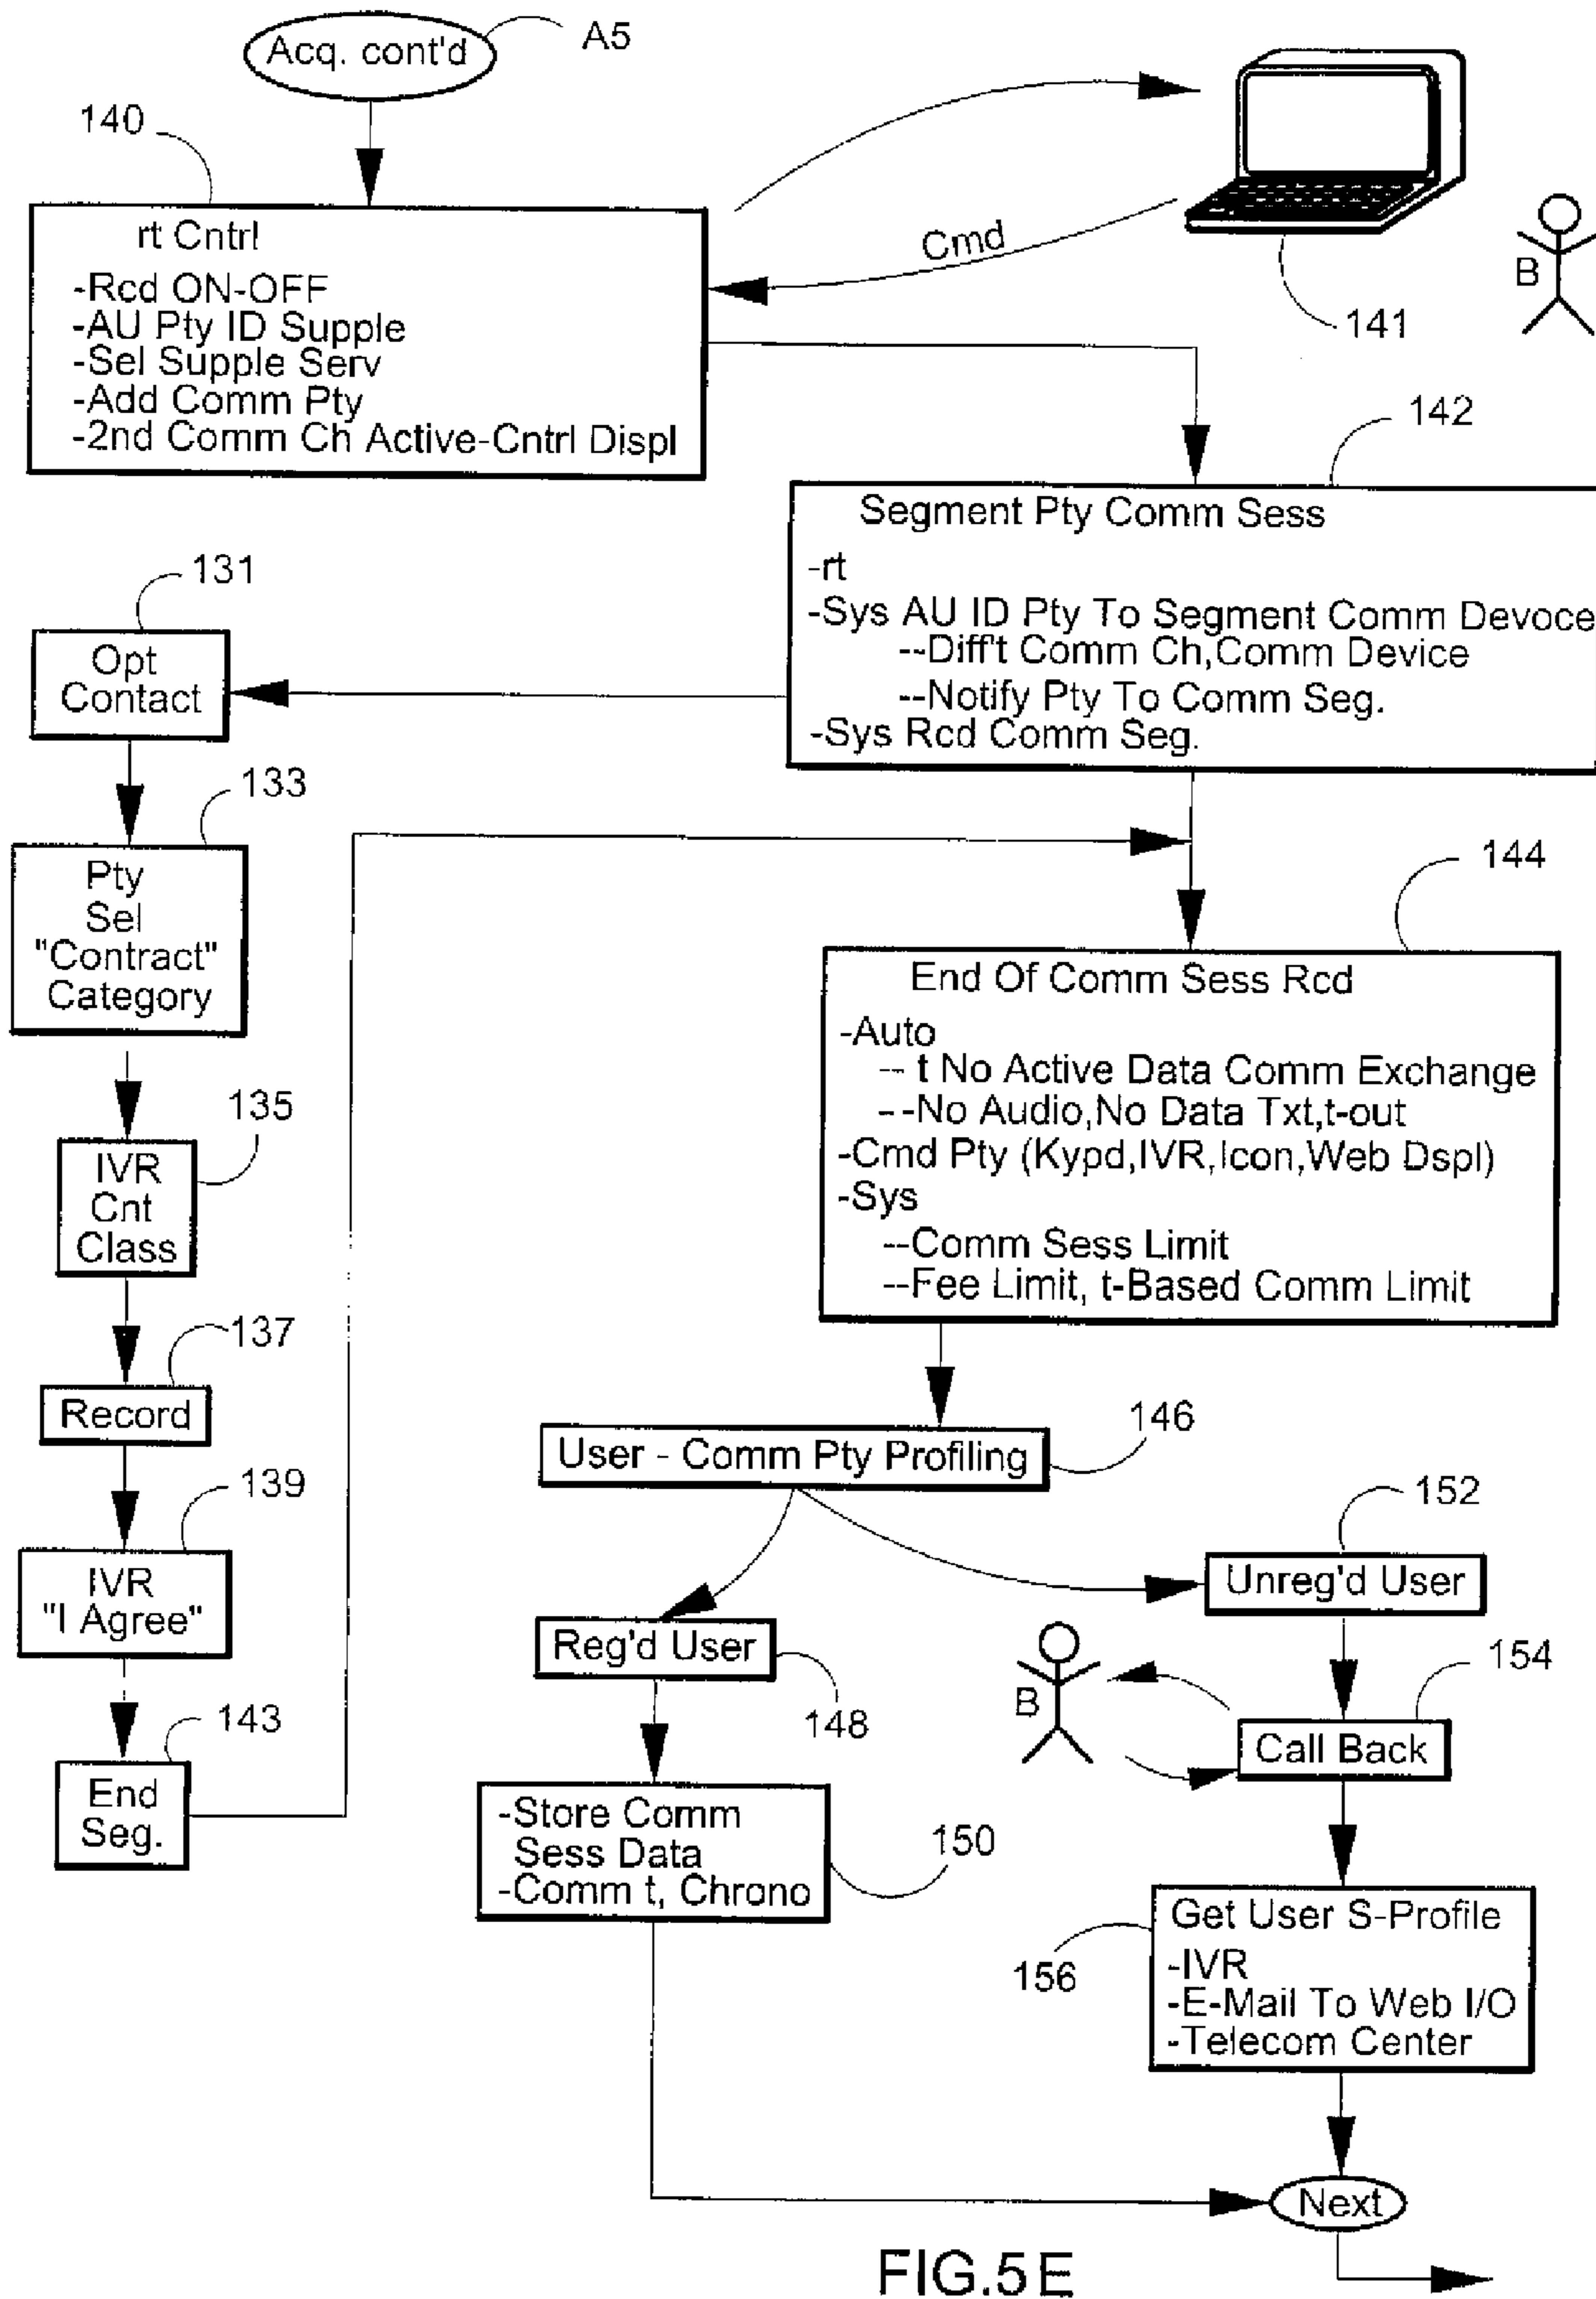 Acq. cont'd
A5
140
rt Cntrl
-Rcd ON-OFF
-AU Pty ID Supple
-Sel Supple Serv
-Add Comm Pty
-2nd Comm Ch Active-Cntrl Displ
Cmd
141
B
142
Segment Pty Comm Sess
-rt
-Sys AU ID Pty To Segment Comm Devoce
--Diff't Comm Ch,Comm Device
--Notify Pty To Comm Seg.
-Sys Rcd Comm Seg.
131
Opt
Contact
133
Pty
Sel
"Contract"
Category
135
IVR
Cnt
Class
137
Record
139
IVR
"I Agree"
143
End
Seg.
144
End Of Comm Sess Rcd
-Auto
-- t No Active Data Comm Exchange
--No Audio,No Data Txt,t-out
-Cmd Pty (Kypd,IVR,Icon,Web Dspl)
-Sys
--Comm Sess Limit
--Fee Limit, t-Based Comm Limit
146
User - Comm Pty Profiling
148
Reg'd User
150
-Store Comm
Sess Data
-Comm t, Chrono
152
Unreg'd User
B
154
Call Back
156
Get User S-Profile
-IVR
-E-Mail To Web I/O
-Telecom Center
Next
FIG.5E